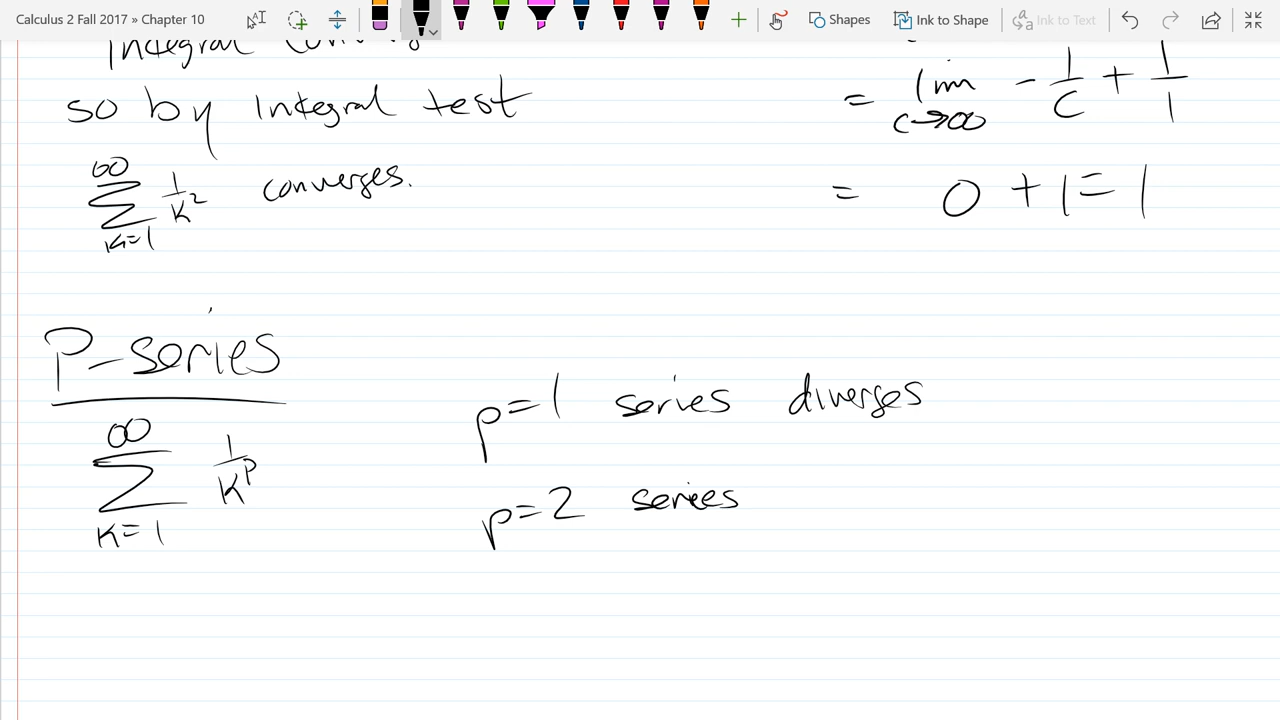 Calculus 2 Fall 2017 » Chapter 10
Shapes
Ink to Shape
Ink to Text
Integral
so by Integral test
∞
∑ 1/k² converges.
k=1
= lim - 1/c + 1/1
c→∞
= 0 + 1 = 1
P-series
∞
∑ 1/k^p
k=1
p=1 series diverges
p=2 series